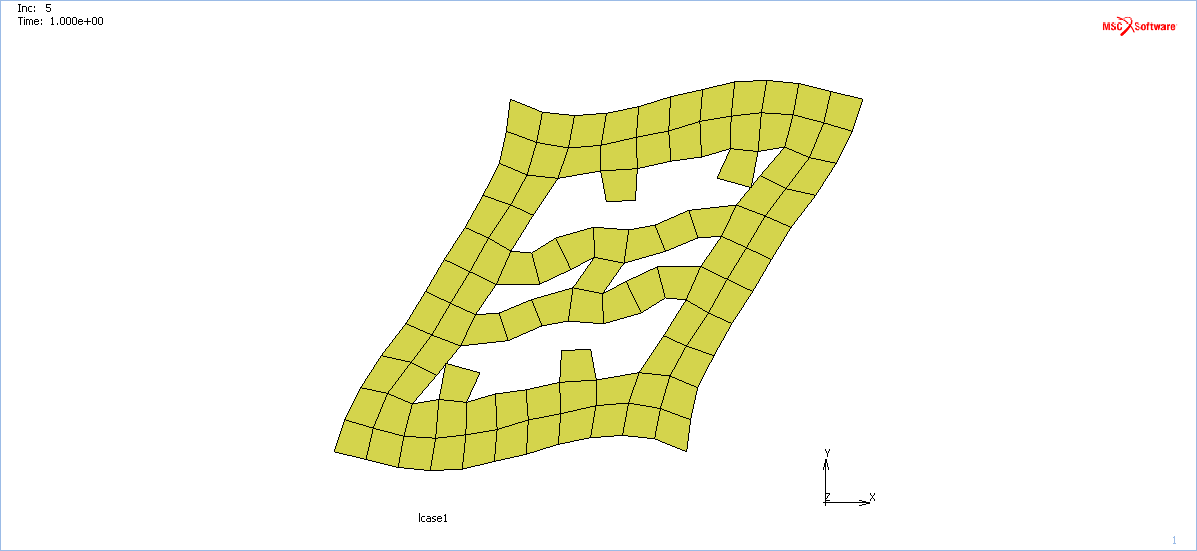 Inc: 5
Time: 1.000e+00
MSC Software
lcase1
Y
Z X
1